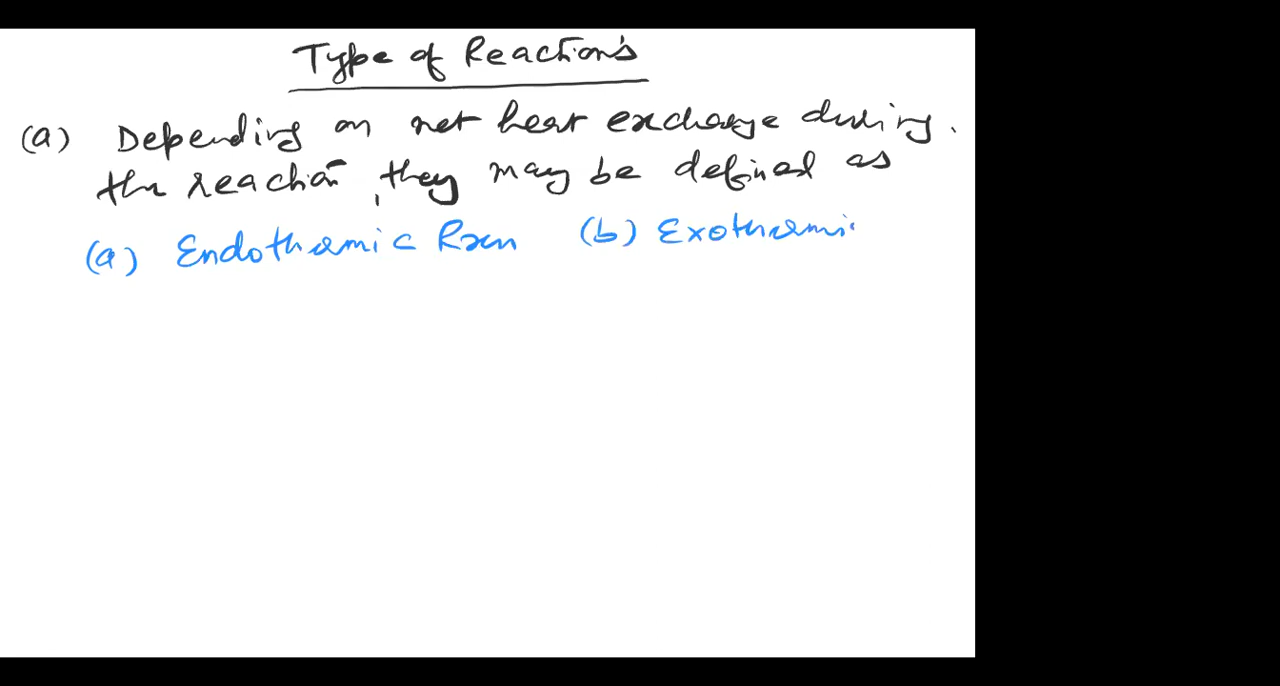 Type of Reactions
(a) Depending on net heat exchange during.
the reaction, they may be defined as
(a) Endothermic Rxn (b) Exothermi